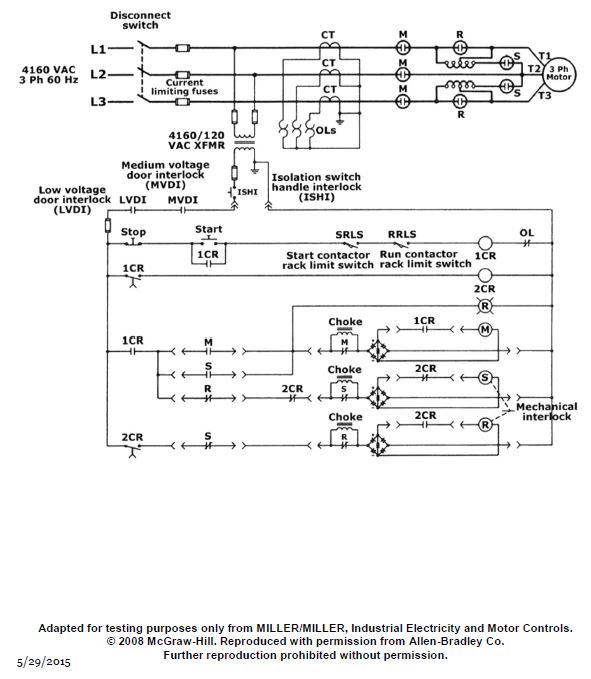 Disconnect
switch
CT M R
L1 S T1
4160 VAC
3 Ph 60 Hz
L2 CT M T2 3 Ph
Motor
Current
limiting fuses
L3 CT M S T3
R
OLs
4160/120
VAC XFMR
Medium voltage
door interlock
(MVDI)
Isolation switch
handle interlock
(ISHI)
ISHI
Low voltage
door interlock
(LVDI)
LVDI MVDI
Stop Start SRLS RRLS OL
1CR
Start contactor
rack limit switch
Run contactor
rack limit switch
1CR
1CR
2CR
R
Choke 1CR
1CR M M M
S
Choke 2CR
R 2CR S S
Mechanical
interlock
Choke 2CR
2CR S R R
Adapted for testing purposes only from MILLER/MILLER, Industrial Electricity and Motor Controls.
© 2008 McGraw-Hill. Reproduced with permission from Allen-Bradley Co.
Further reproduction prohibited without permission.
5/29/2015